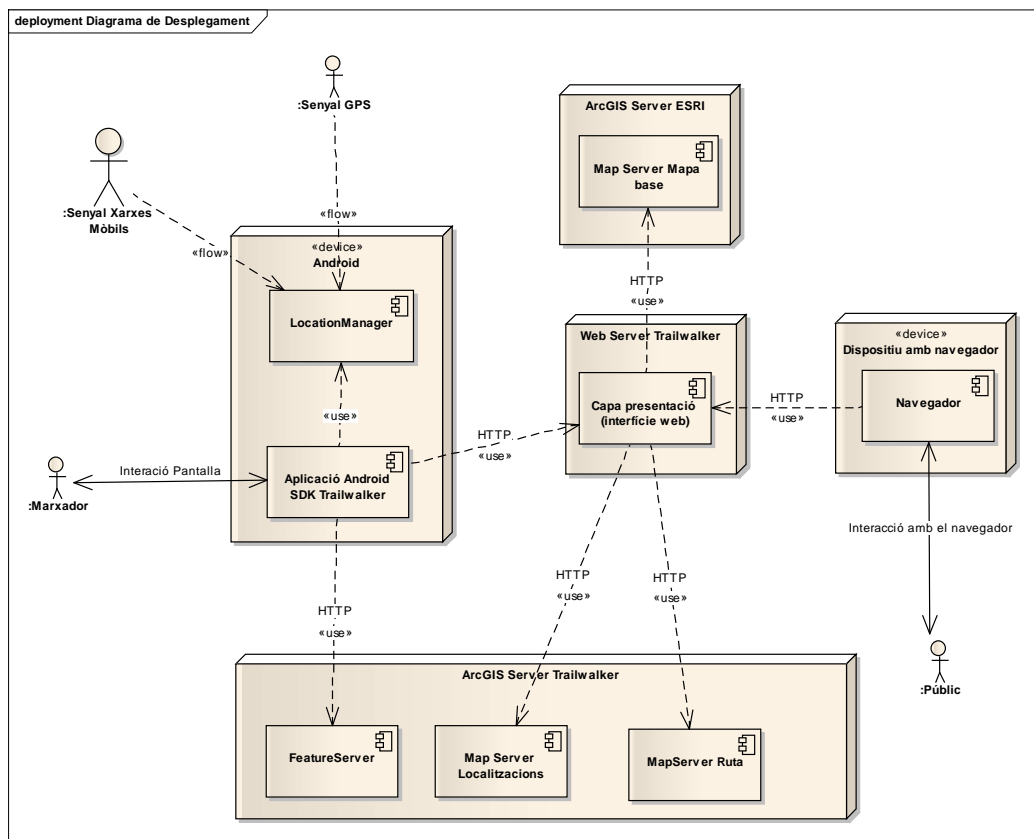 deployment Diagrama de Desplegament
:Senyal GPS
ArcGIS Server ESRI
Map Server Mapa
base
:Senyal Xarxes
Mòbils
«flow»
«flow»
«device»
Android
LocationManager
HTTP
«use»
Web Server Trailwalker
Capa presentació
(interfície web)
«device»
Dispositiu amb navegador
Navegador
HTTP
«use»
«use»
HTTP
«use»
:Marxador
Interació Pantalla
Aplicació Android
SDK Trailwalker
Interacció amb el navegador
HTTP
«use»
HTTP
«use»
HTTP
«use»
:Públic
ArcGIS Server Trailwalker
FeatureServer
Map Server
Localitzacions
MapServer Ruta